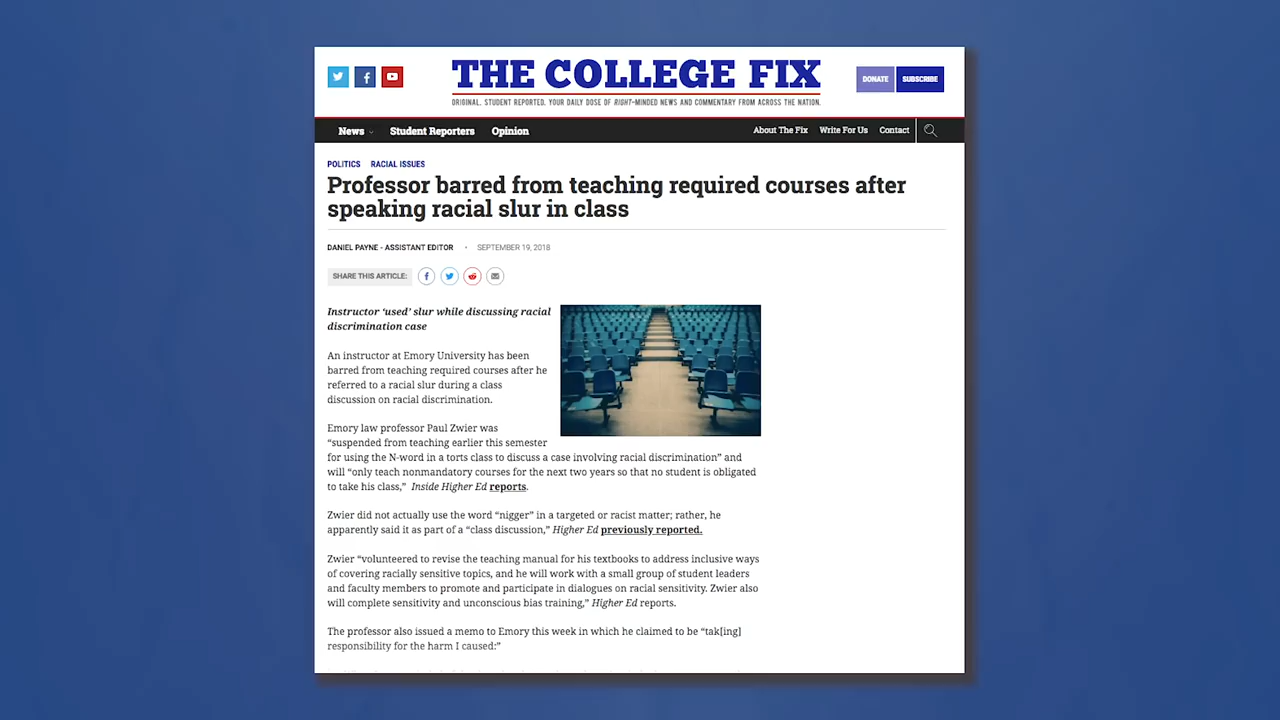 THE COLLEGE FIX
DONATE
SUBSCRIBE
ORIGINAL. STUDENT REPORTED. YOUR DAILY DOSE OF RIGHT-MINDED NEWS AND COMMENTARY FROM ACROSS THE NATION.
News Student Reporters Opinion About The Fix Write For Us Contact
POLITICS RACIAL ISSUES
Professor barred from teaching required courses after
speaking racial slur in class
DANIEL PAYNE - ASSISTANT EDITOR • SEPTEMBER 19, 2018
SHARE THIS ARTICLE:
Instructor ‘used’ slur while discussing racial
discrimination case
An instructor at Emory University has been
barred from teaching required courses after he
referred to a racial slur during a class
discussion on racial discrimination.
Emory law professor Paul Zwier was
“suspended from teaching earlier this semester
for using the N-word in a torts class to discuss a case involving racial discrimination” and
will “only teach nonmandatory courses for the next two years so that no student is obligated
to take his class,” Inside Higher Ed reports.
Zwier did not actually use the word “nigger” in a targeted or racist matter; rather, he
apparently said it as part of a “class discussion,” Higher Ed previously reported.
Zwier “volunteered to revise the teaching manual for his textbooks to address inclusive ways
of covering racially sensitive topics, and he will work with a small group of student leaders
and faculty members to promote and participate in dialogues on racial sensitivity. Zwier also
will complete sensitivity and unconscious bias training,” Higher Ed reports.
The professor also issued a memo to Emory this week in which he claimed to be “tak[ing]
responsibility for the harm I caused:”